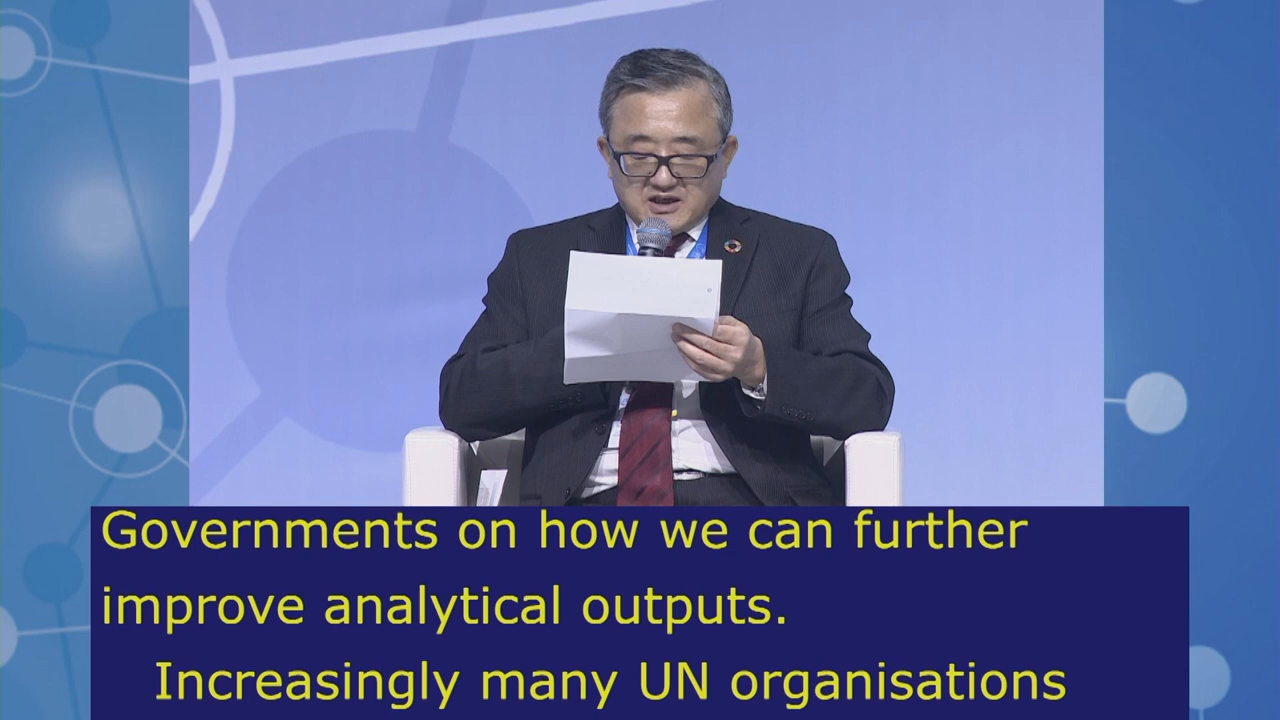 Governments on how we can further
improve analytical outputs.
Increasingly many UN organisations